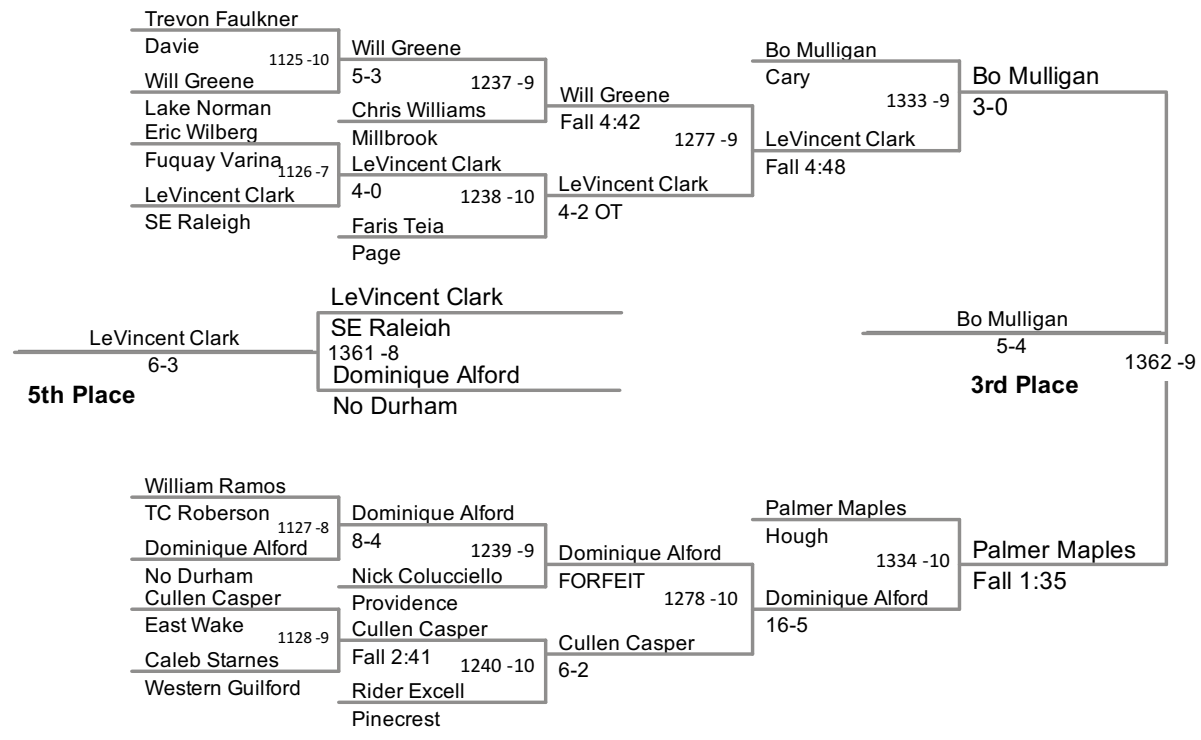 Trevon Faulkner
Davie
1125 -10
Will Greene
Lake Norman
Will Greene
5-3
1237 -9
Chris Williams
Millbrook
Eric Wilberg
Fuquay Varina
1126 -7
LeVincent Clark
SE Raleigh
LeVincent Clark
4-0
1238 -10
Faris Teia
Page
Will Greene
Fall 4:42
1277 -9
LeVincent Clark
4-2 OT
Bo Mulligan
Cary
1333 -9
LeVincent Clark
Fall 4:48
Bo Mulligan
3-0
LeVincent Clark
SE Raleigh
1361 -8
Dominique Alford
No Durham
LeVincent Clark
6-3
5th Place
Bo Mulligan
5-4
1362 -9
3rd Place
William Ramos
TC Roberson
1127 -8
Dominique Alford
No Durham
Dominique Alford
8-4
1239 -9
Nick Colucciello
Providence
Cullen Casper
East Wake
1128 -9
Caleb Starnes
Western Guilford
Cullen Casper
Fall 2:41
1240 -10
Rider Excell
Pinecrest
Dominique Alford
FORFEIT
1278 -10
Cullen Casper
6-2
Palmer Maples
Hough
1334 -10
Dominique Alford
16-5
Palmer Maples
Fall 1:35